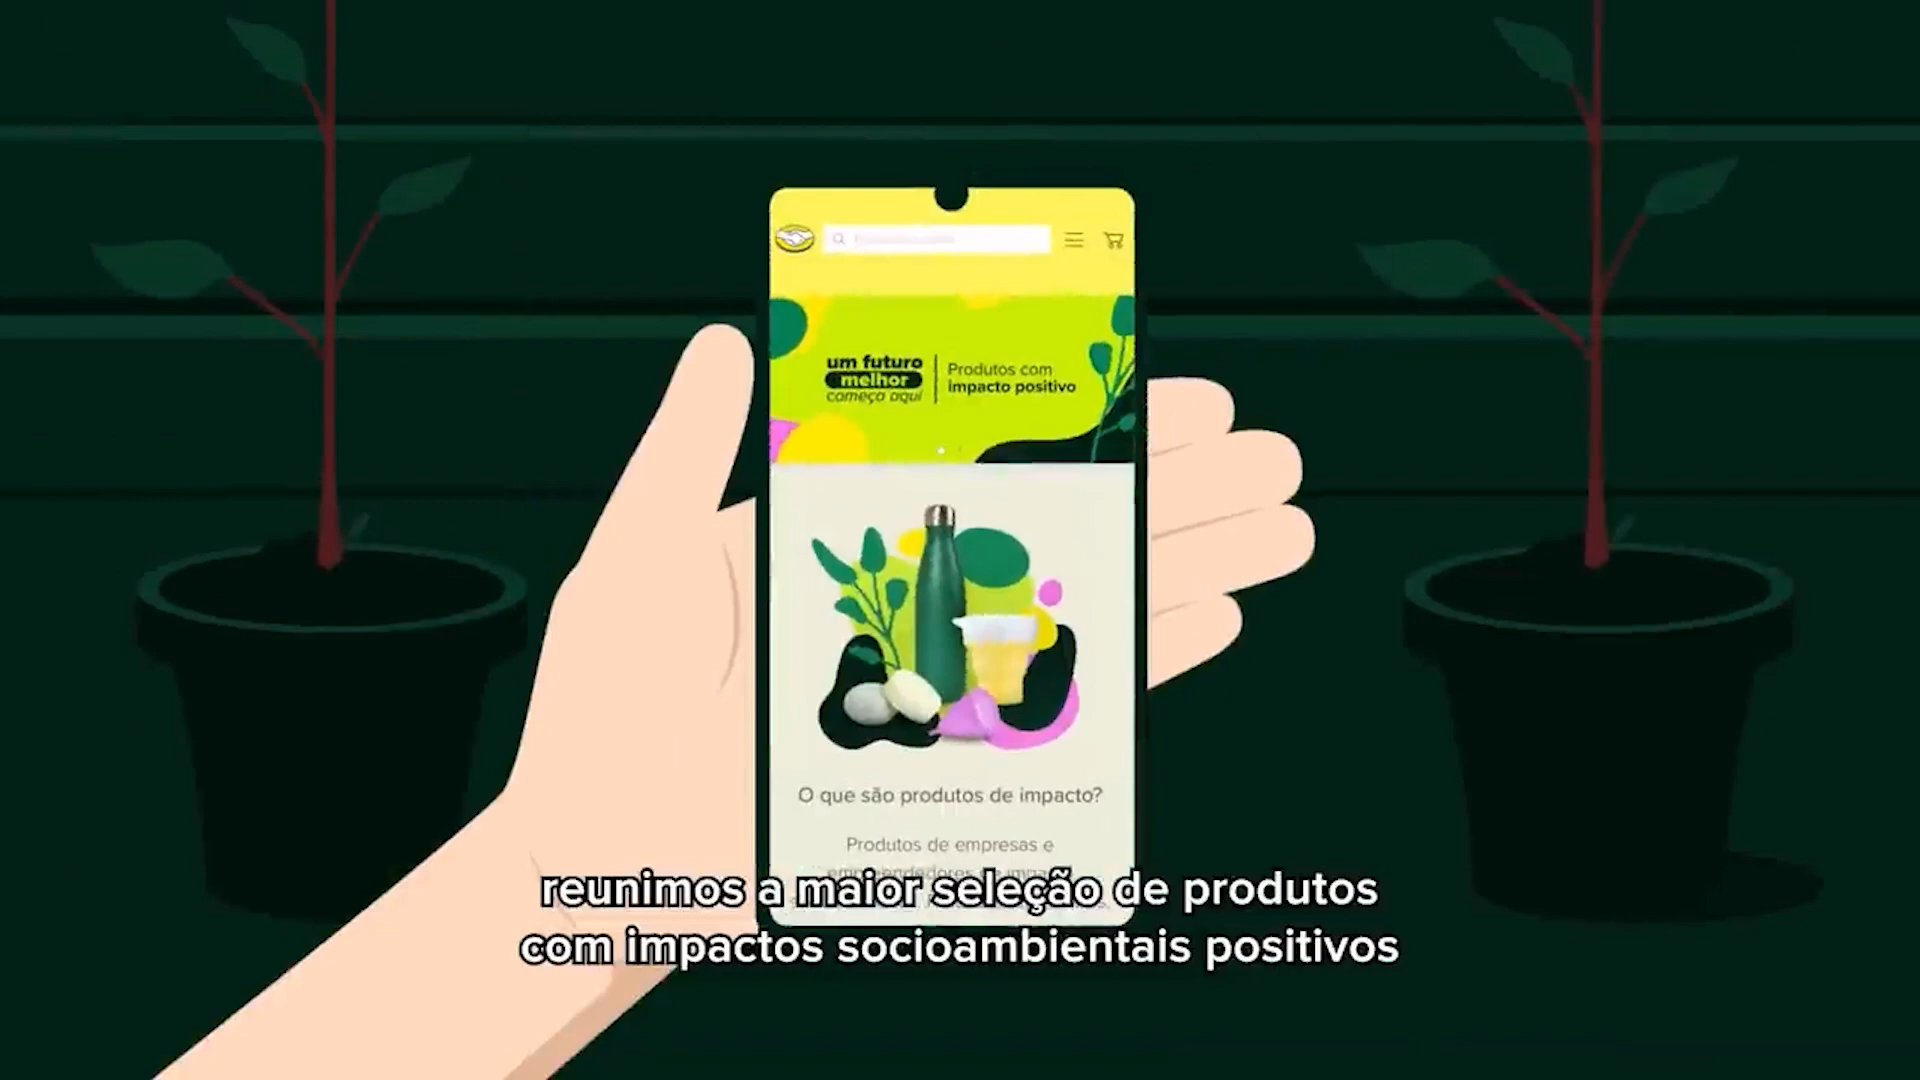 um futuro
melhor
começa aqui
Produtos com
impacto positivo
O que são produtos de impacto?
Produtos de empresas e
reunimos a maior seleção de produtos
com impactos socioambientais positivos